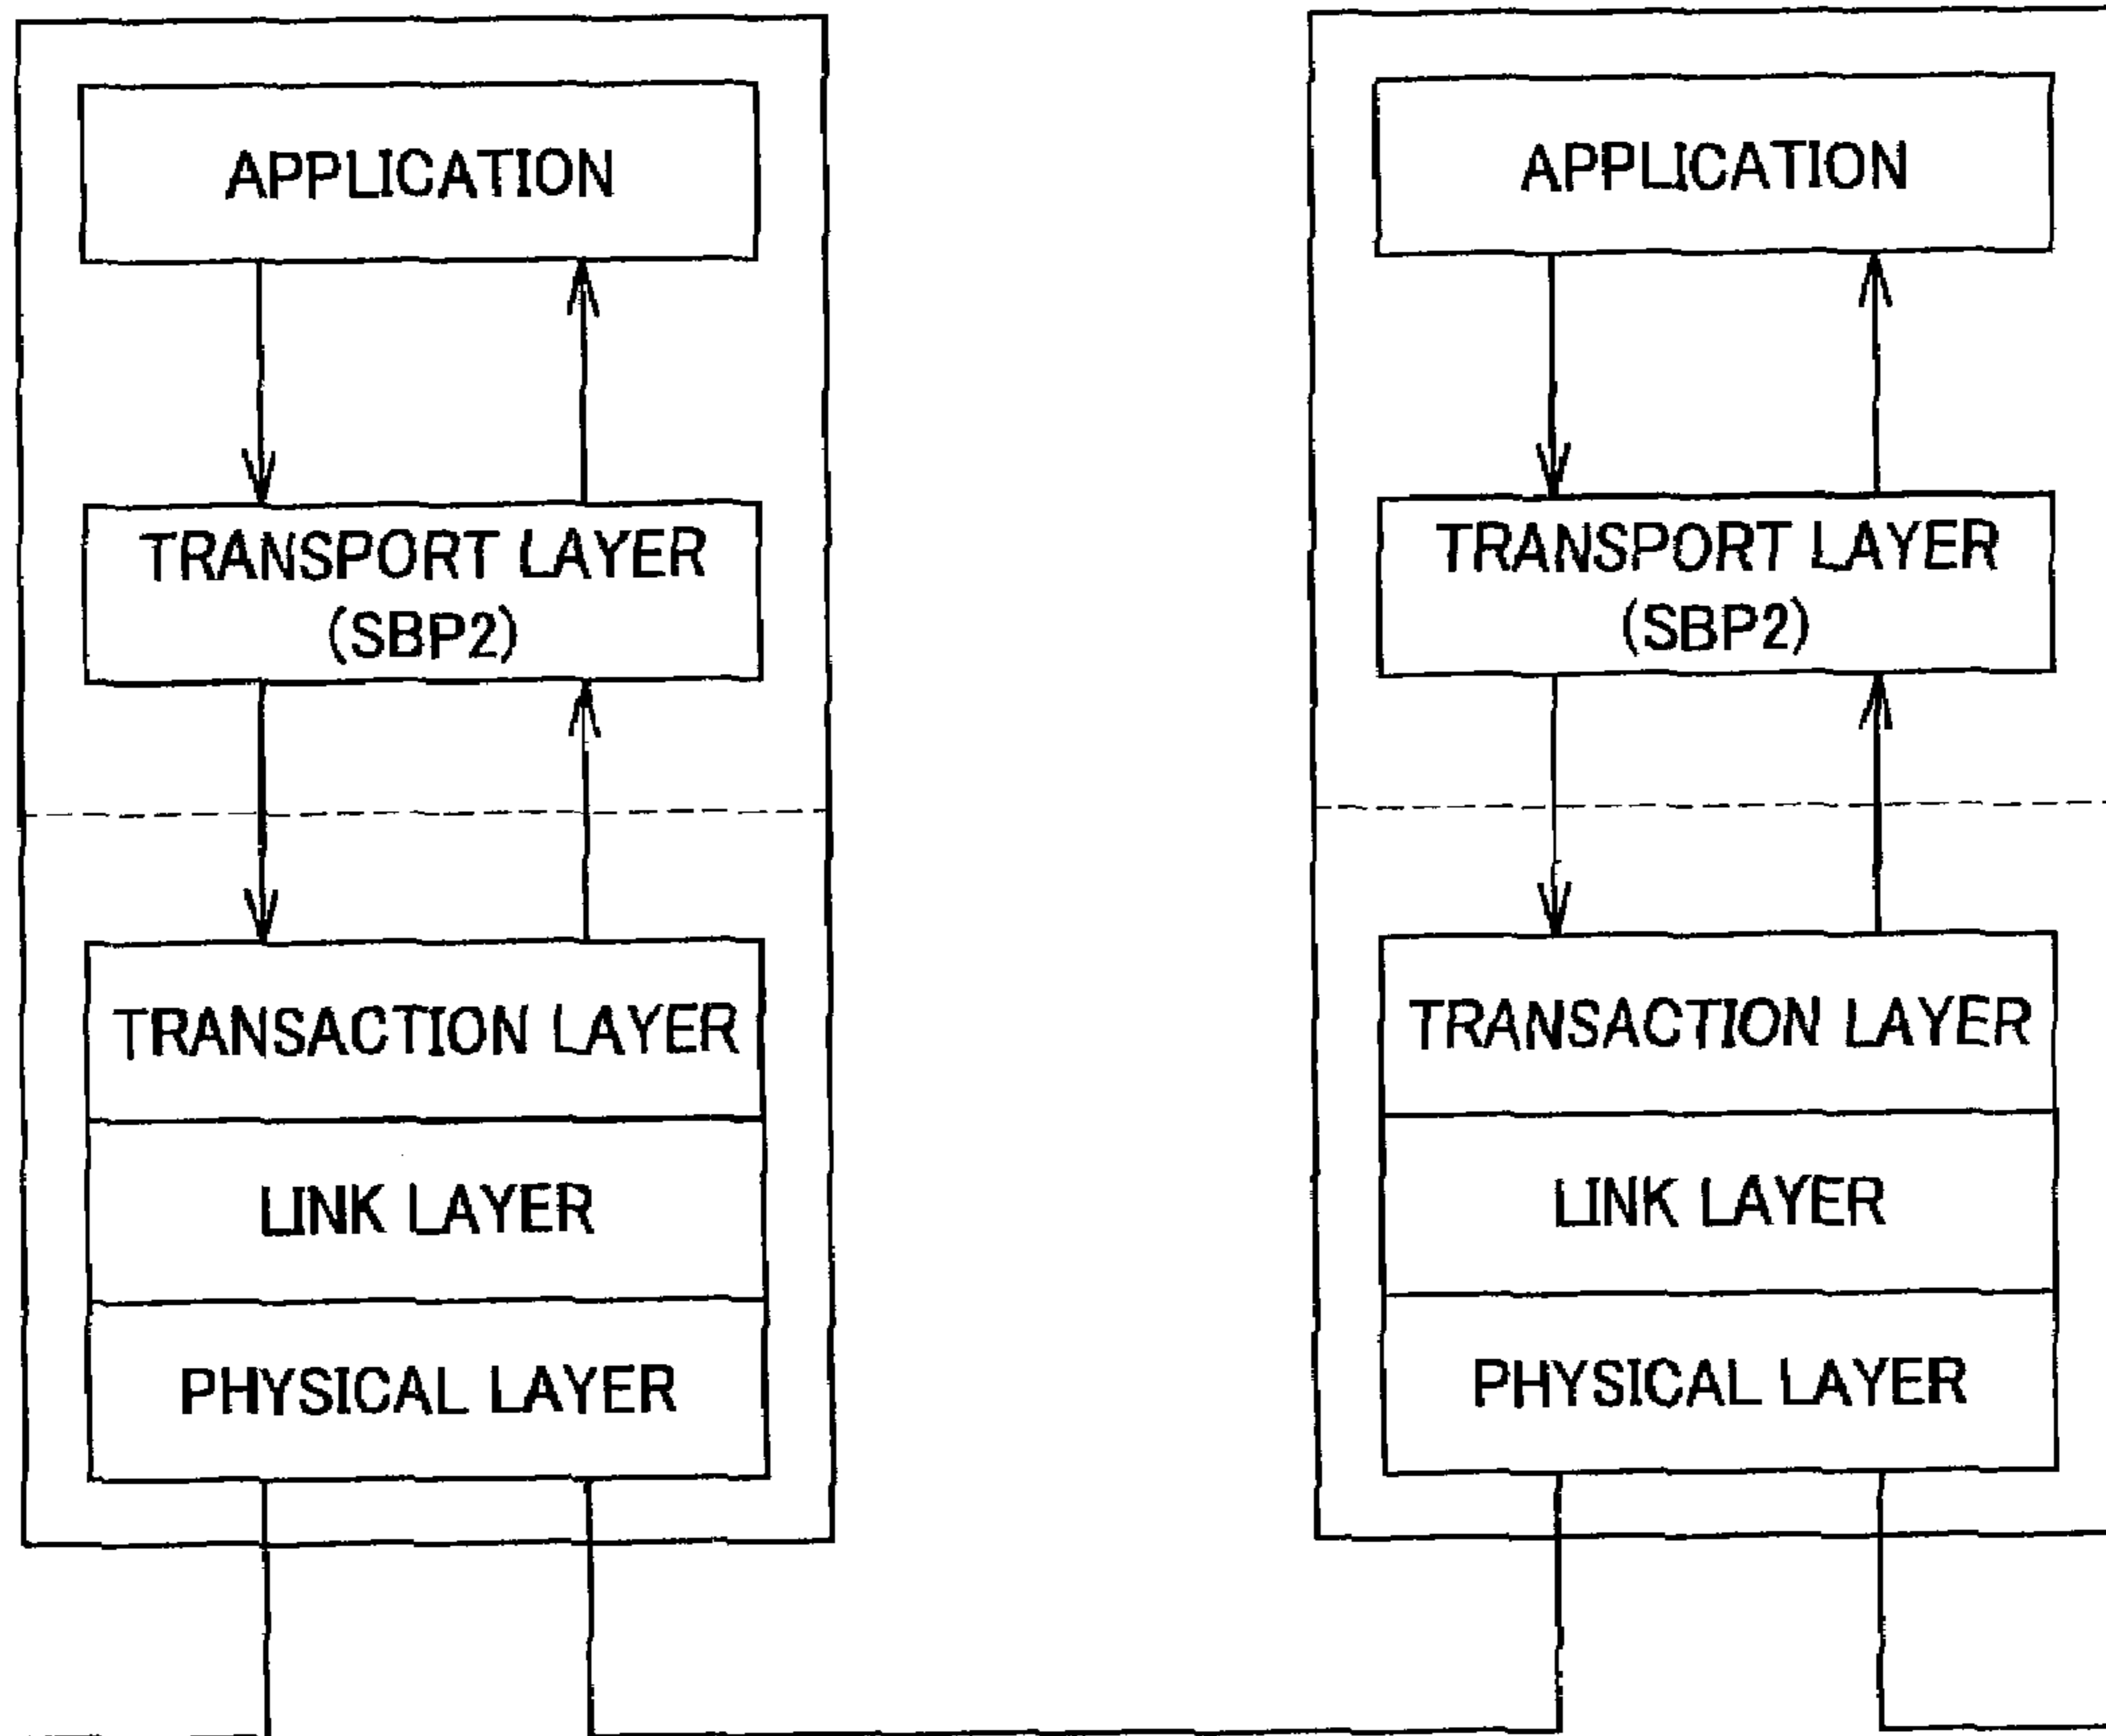 APPLICATION
TRANSPORT LAYER
(SBP2)
TRANSACTION LAYER
LINK LAYER
PHYSICAL LAYER
APPLICATION
TRANSPORT LAYER
(SBP2)
TRANSACTION LAYER
LINK LAYER
PHYSICAL LAYER